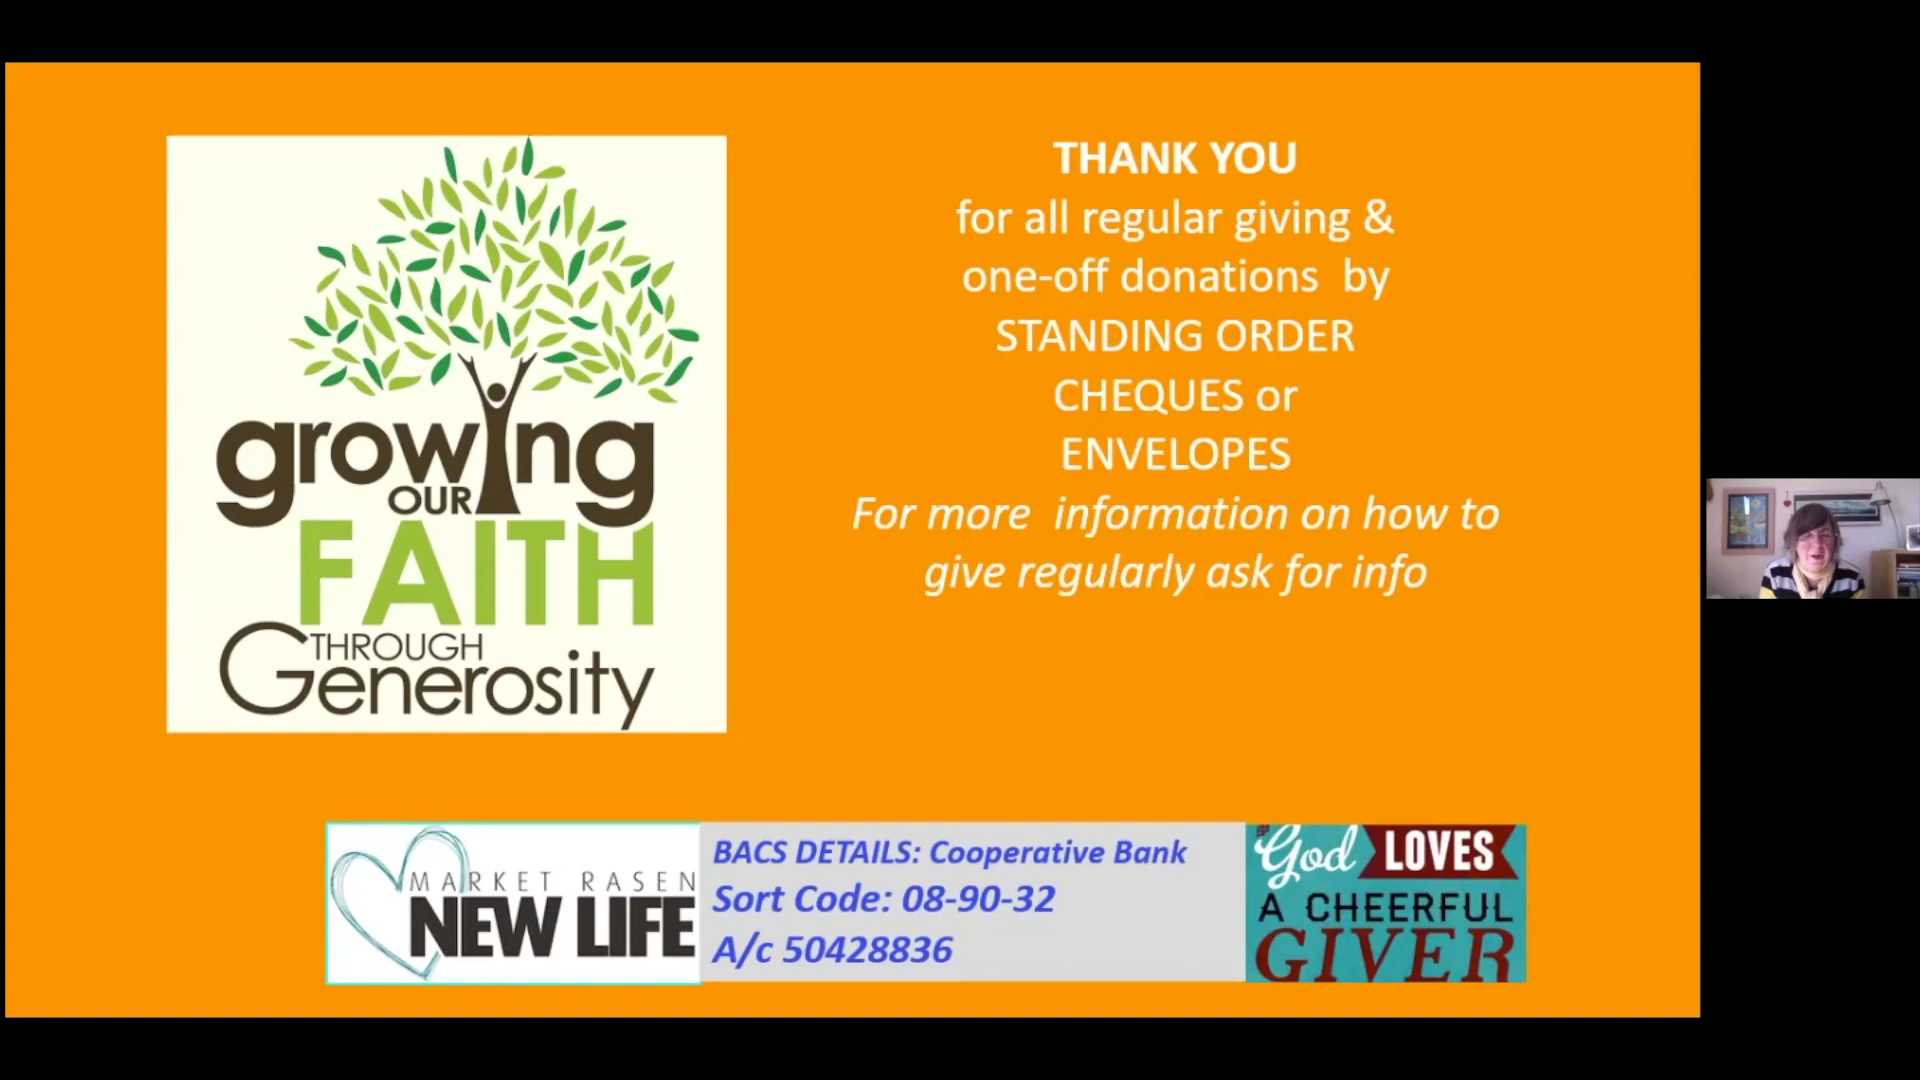 growing
OUR
FAITH
THROUGH
Generosity
THANK YOU
for all regular giving &
one-off donations by
STANDING ORDER
CHEQUES or
ENVELOPES
For more information on how to
give regularly ask for info
MARKET RASEN
NEW LIFE
BACS DETAILS: Cooperative Bank
Sort Code: 08-90-32
A/c 50428836
God LOVES
A CHEERFUL
GIVER